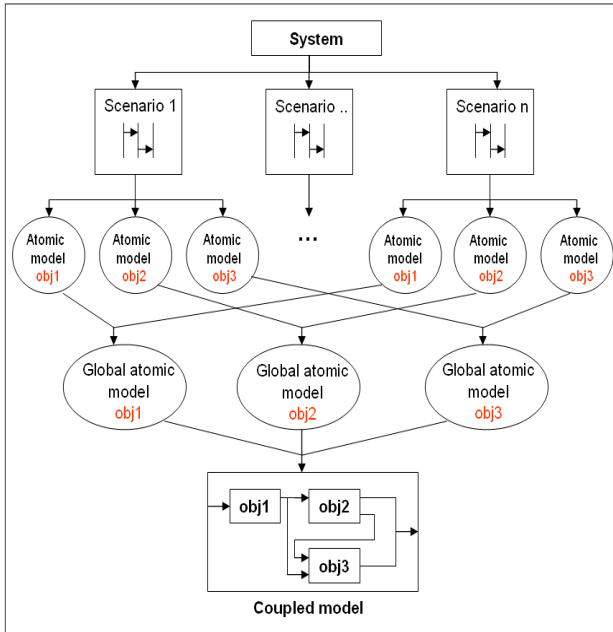 System
Scenario 1
Scenario ..
Scenario n
Atomic
model
obj1
Atomic
model
obj2
Atomic
model
obj3
...
Atomic
model
obj1
Atomic
model
obj2
Atomic
model
obj3
Global atomic
model
obj1
Global atomic
model
obj2
Global atomic
model
obj3
obj1
obj2
obj3
Coupled model